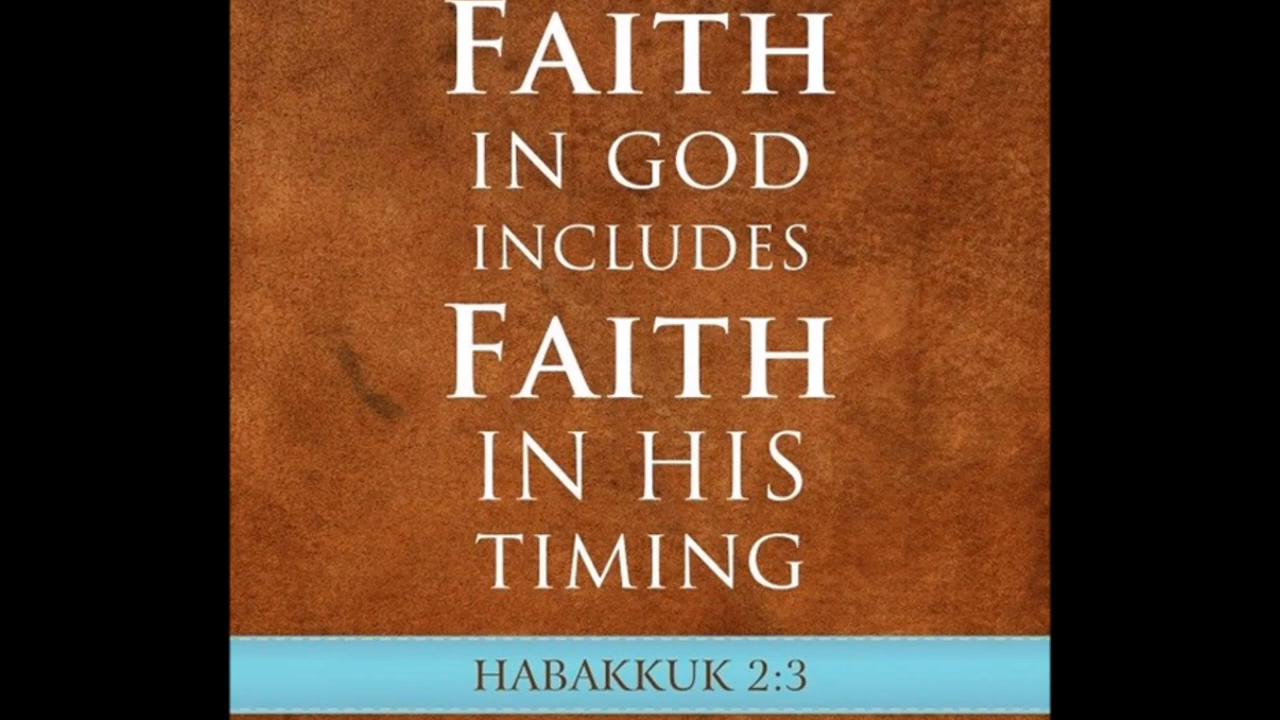 FAITH
IN GOD
INCLUDES
FAITH
IN HIS
TIMING
HABAKKUK 2:3